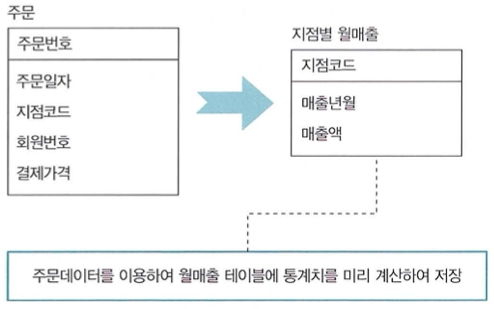 주문
주문번호
주문일자
지점코드
회원번호
결제가격
지점별 월매출
지점코드
매출년월
매출액
주문데이터를 이용하여 월매출 테이블에 통계치를 미리 계산하여 저장